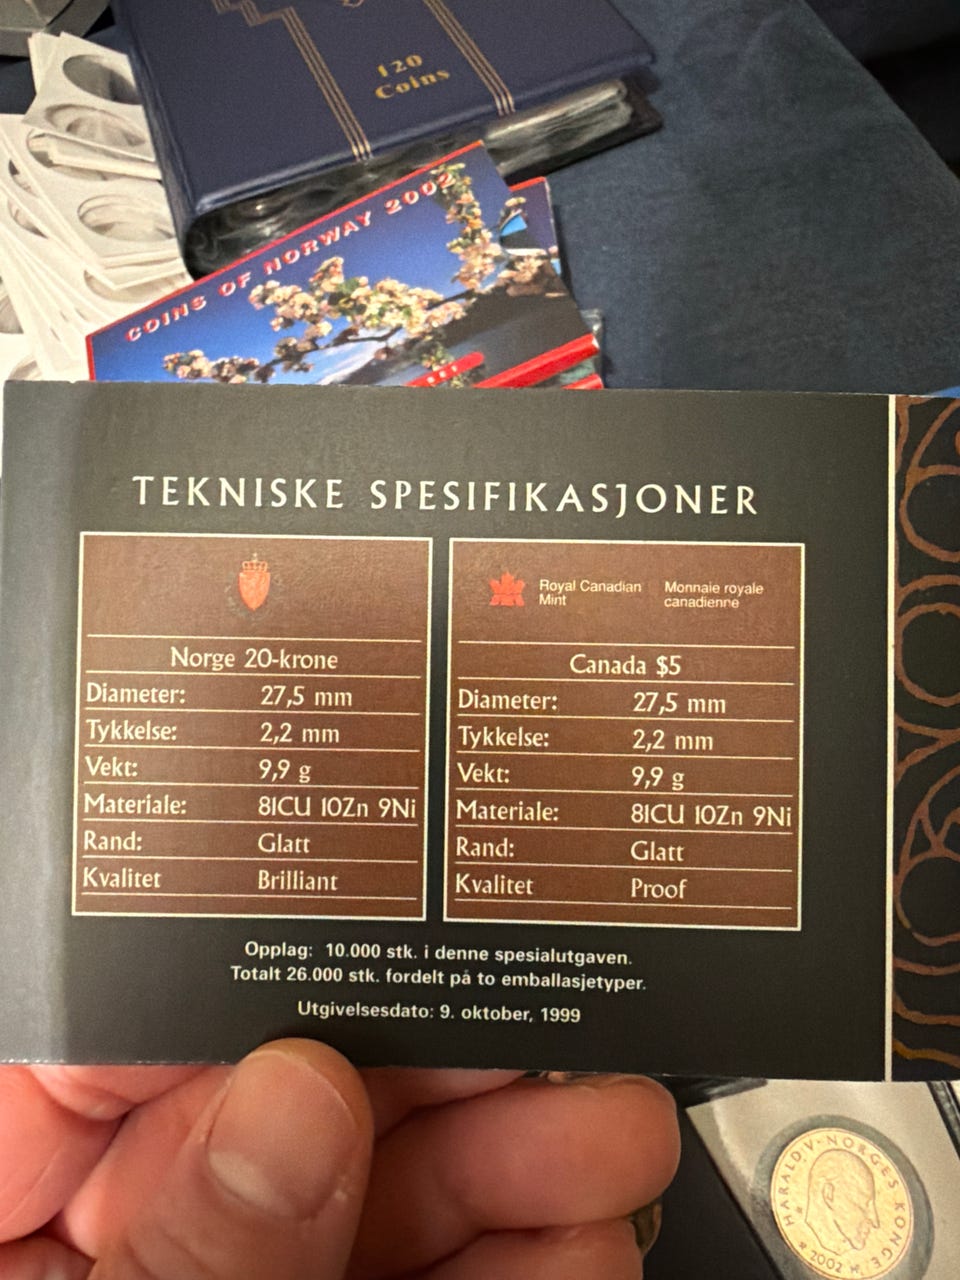 120
Coins
COINS OF NORWAY 2002
SET
TEKNISKE SPESIFIKASJONER
Royal Canadian
Mint
Monnaie royale
canadienne
Norge 20-krone
Diameter: 27,5 mm
Tykkelse: 2,2 mm
Vekt: 9,9 g
Materiale: 81CU 10Zn 9Ni
Rand: Glatt
Kvalitet Brilliant
Canada $5
Diameter: 27,5 mm
Tykkelse: 2,2 mm
Vekt: 9,9 g
Materiale: 81CU 10Zn 9Ni
Rand: Glatt
Kvalitet Proof
Opplag: 10.000 stk. i denne spesialutgaven.
Totalt 26.000 stk. fordelt på to emballasjetyper.
Utgivelsesdato: 9. oktober, 1999
HARALD·V·NORGES KONGE
2002